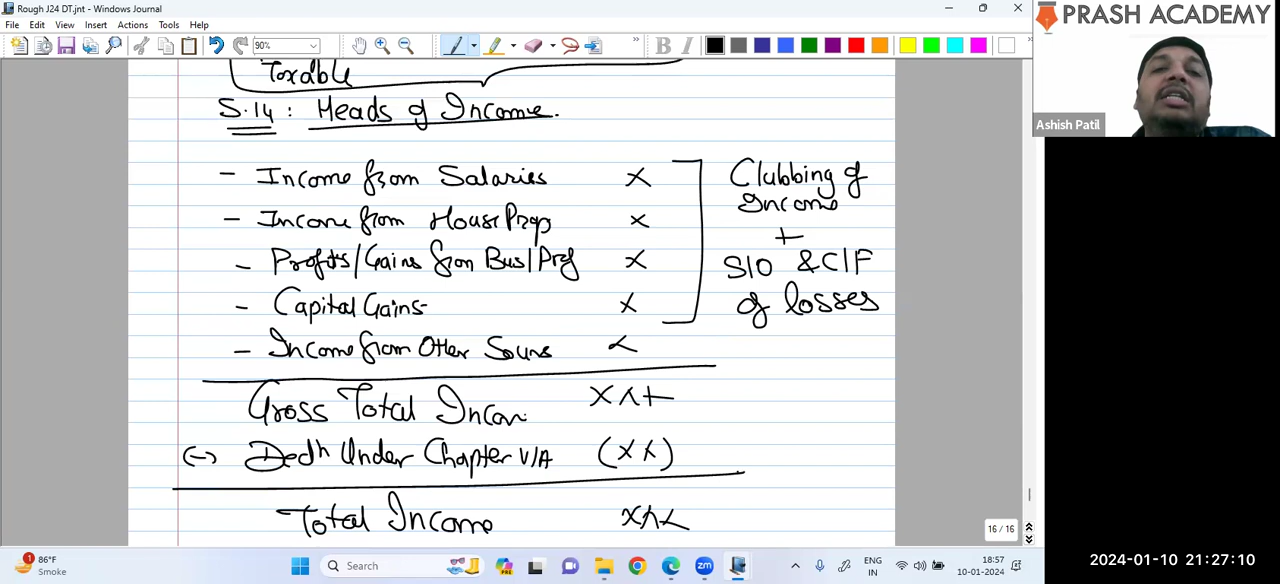 Rough J24 DT.jnt - Windows Journal
File Edit View Insert Actions Tools Help
90%
PRASH ACADEMY
Ashish Patil
Taxable
S.14 : Heads of Income.
- Income from Salaries X
- Income from House Prop X
- Profits/Gains from Bus/Prof X
- Capital Gains X
- Income from Other Sours X
Clubbing of
Income
+
S/O & C/F
of losses
Gross Total Incom XXX
(-) Dedn Under Chapter VIA (XX)
Total Income XXX
16 / 16
86°F
Smoke
Search
ENG
IN
18:57
10-01-2024
2024-01-10 21:27:10